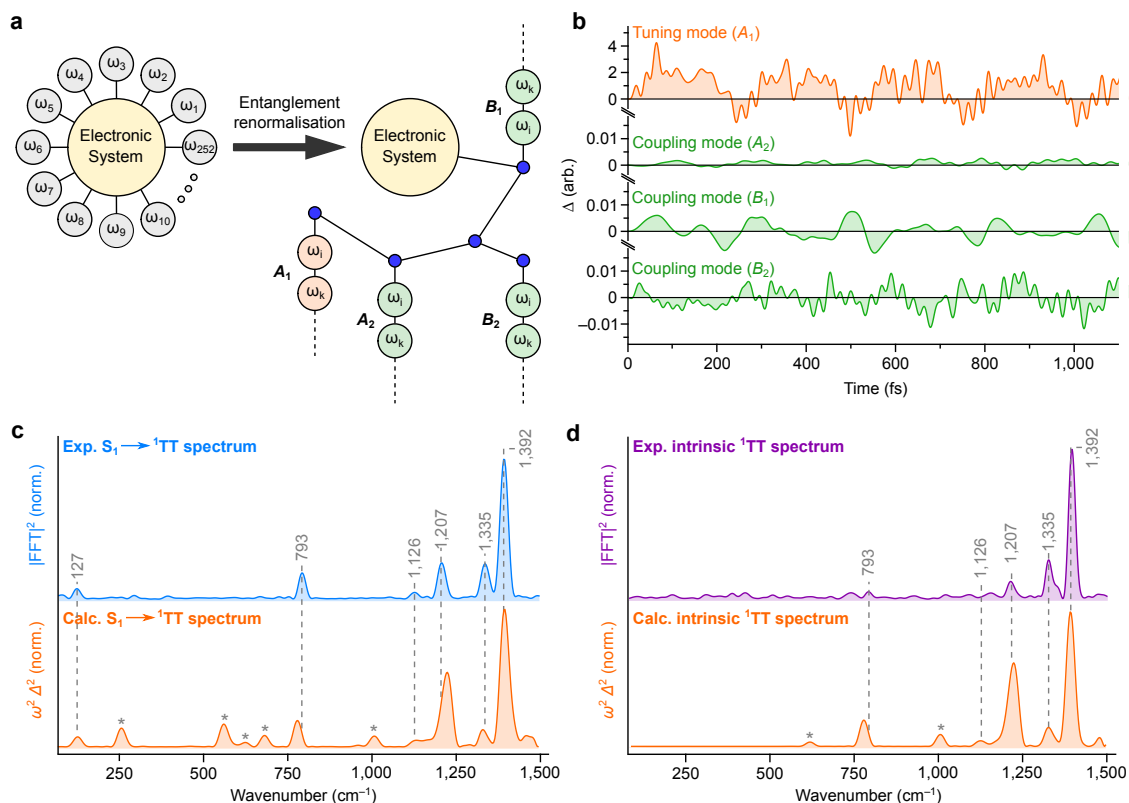 a
ω3
ω4
ω2
ω5
ω1
ω6
Electronic
System
ω252
ω7
ω8
ω9
ω10
Entanglement
renormalisation
Electronic
System
B1
ωk
ωi
A1
ωi
ωk
A2
ωi
ωk
B2
ωi
ωk
b
Tuning mode (A1)
4
2
0
Coupling mode (A2)
0.01
0
Coupling mode (B1)
0.01
0
Coupling mode (B2)
0.01
0
−0.01
Δ (arb.)
0
200
400
600
800
1,000
Time (fs)
c
Exp. S1 → 1TT spectrum
|FFT|2 (norm.)
127
793
1,126
1,207
1,335
1,392
Calc. S1 → 1TT spectrum
ω2 Δ2 (norm.)
*
*
*
*
*
250
500
750
1,000
1,250
1,500
Wavenumber (cm−1)
d
Exp. intrinsic 1TT spectrum
|FFT|2 (norm.)
793
1,126
1,207
1,335
1,392
Calc. intrinsic 1TT spectrum
ω2 Δ2 (norm.)
*
*
250
500
750
1,000
1,250
1,500
Wavenumber (cm−1)